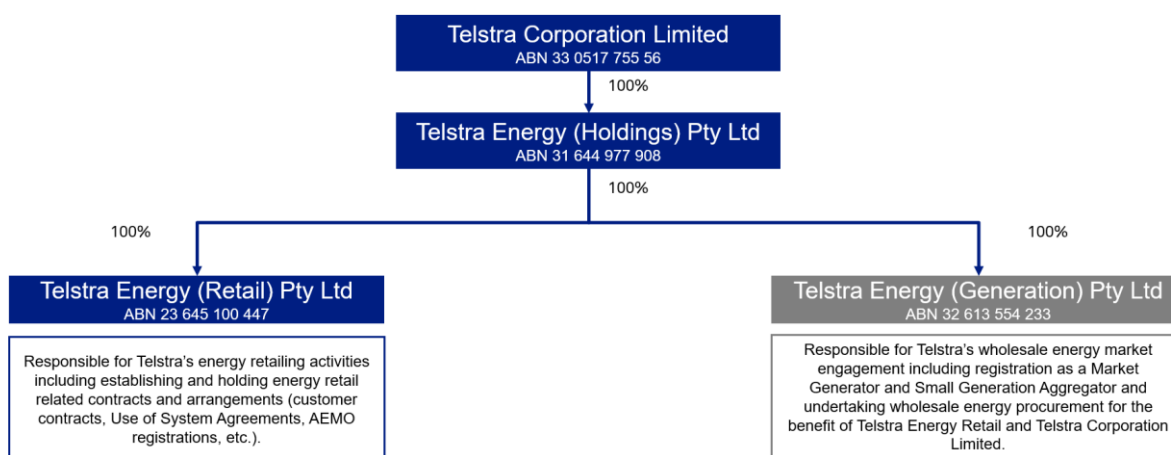 Telstra Corporation Limited
ABN 33 0517 755 56
100%
Telstra Energy (Holdings) Pty Ltd
ABN 31 644 977 908
100%
100%
100%
Telstra Energy (Retail) Pty Ltd
ABN 23 645 100 447
Responsible for Telstra's energy retailing activities
including establishing and holding energy retail
related contracts and arrangements (customer
contracts, Use of System Agreements, AEMO
registrations, etc.).
Telstra Energy (Generation) Pty Ltd
ABN 32 613 554 233
Responsible for Telstra's wholesale energy market
engagement including registration as a Market
Generator and Small Generation Aggregator and
undertaking wholesale energy procurement for the
benefit of Telstra Energy Retail and Telstra Corporation
Limited.